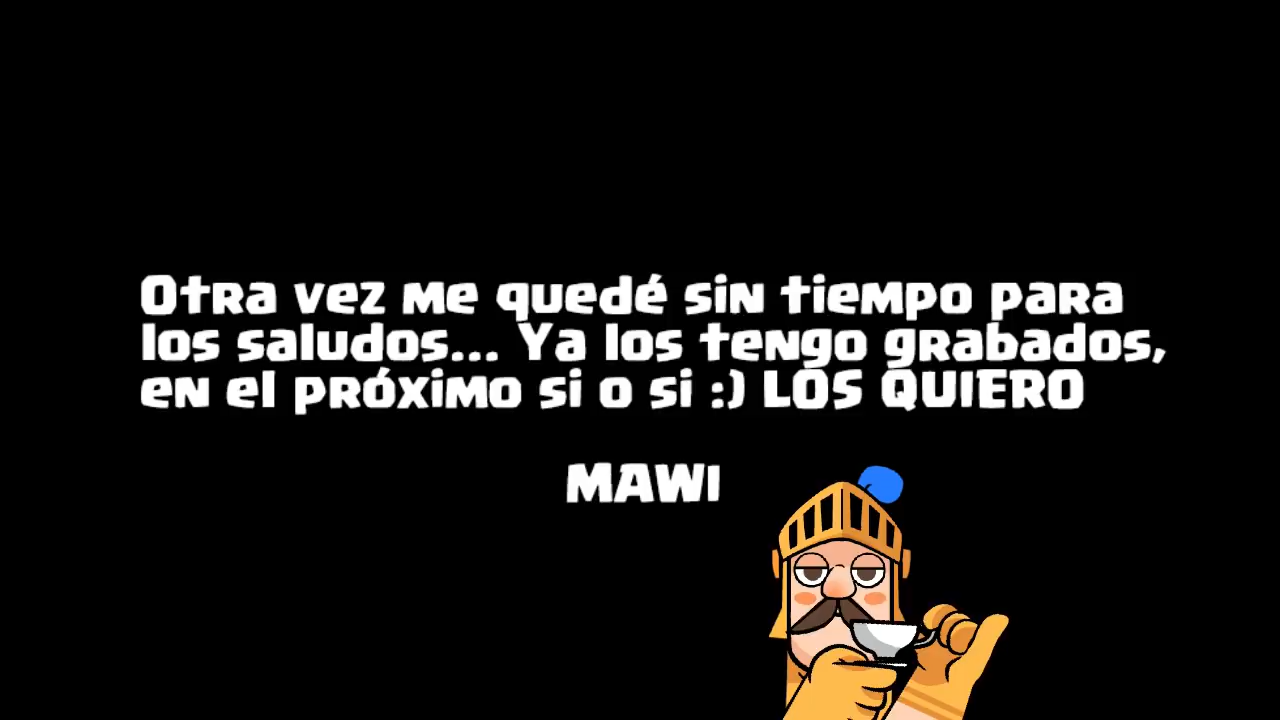 Otra vez me quedé sin tiempo para
los saludos... Ya los tengo grabados,
en el próximo si o si :) LOS QUIERO
MAWI